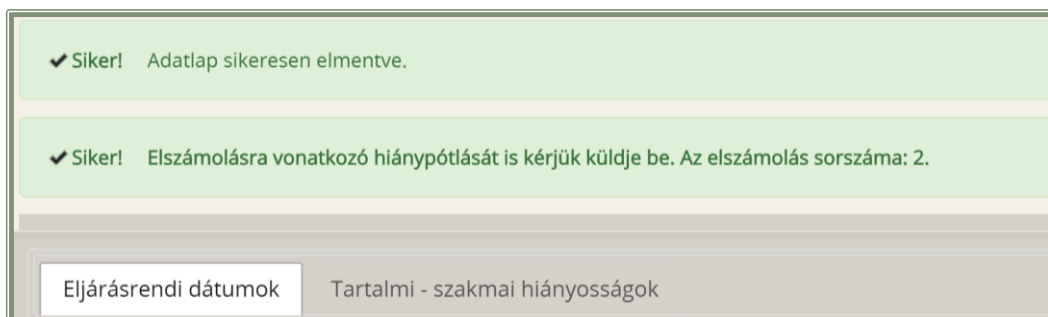 Siker! Adatlap sikeresen elmentve.
Siker! Elszámolásra vonatkozó hiánypótlását is kérjük küldje be. Az elszámolás sorszáma: 2.
Eljárásrendi dátumok Tartalmi - szakmai hiányosságok